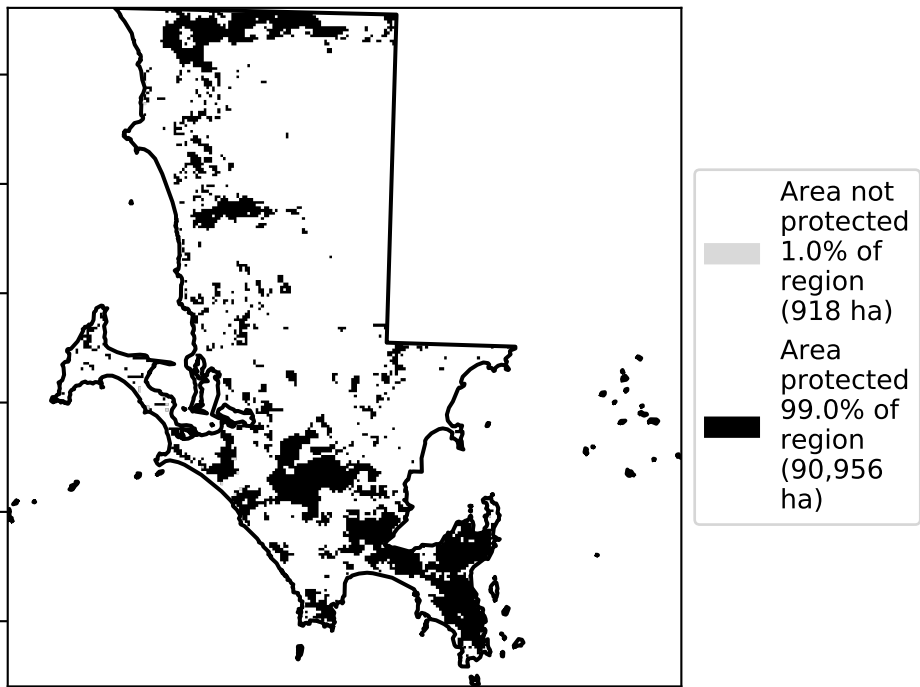 Area not
protected
1.0% of
region
(918 ha)
Area
protected
99.0% of
region
(90,956
ha)